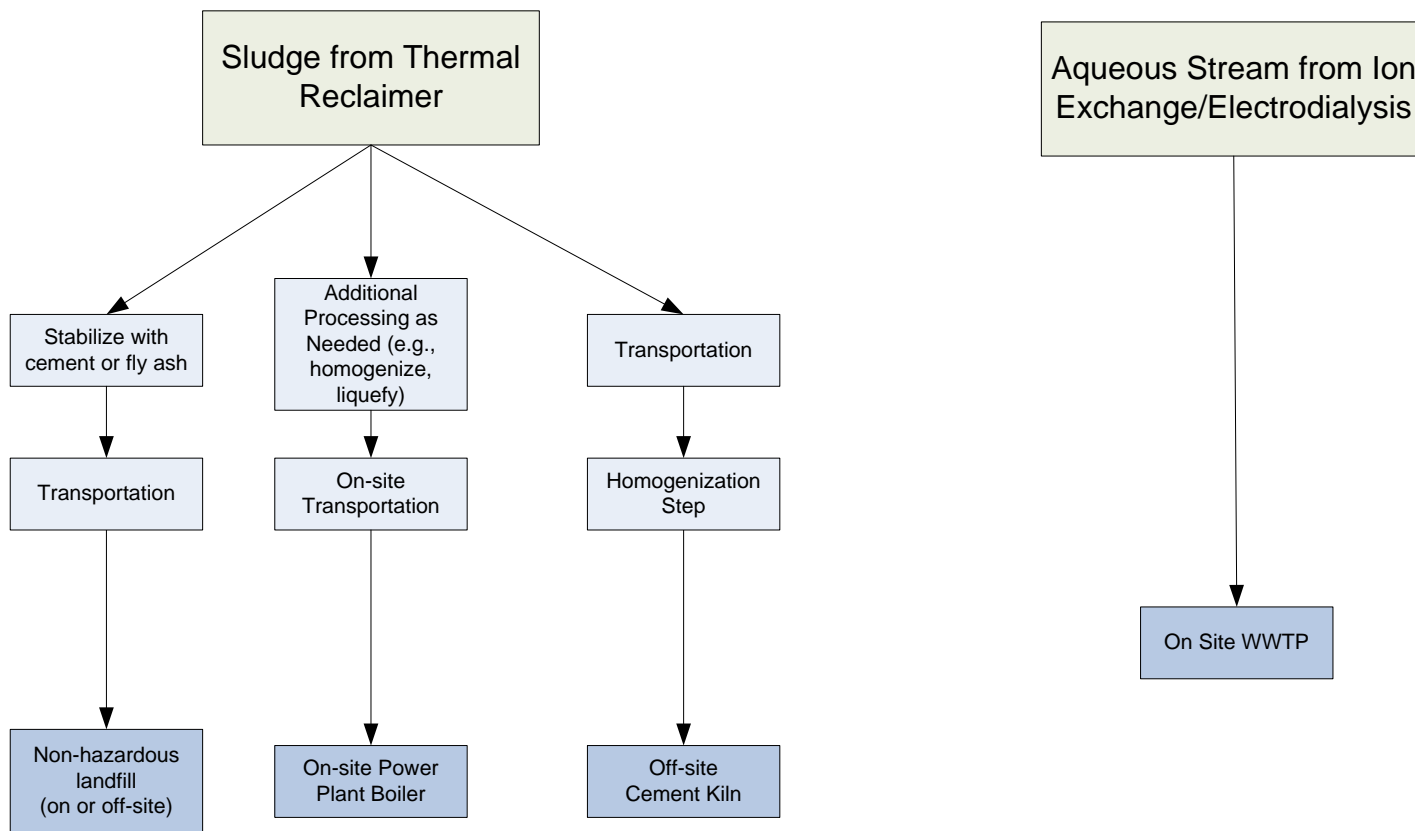 Sludge from Thermal
Reclaimer
Aqueous Stream from Ion
Exchange/Electrodialysis
Stabilize with
cement or fly ash
Additional
Processing as
Needed (e.g.,
homogenize,
liquefy)
Transportation
Transportation
On-site
Transportation
Homogenization
Step
On Site WWTP
Non-hazardous
landfill
(on or off-site)
On-site Power
Plant Boiler
Off-site
Cement Kiln